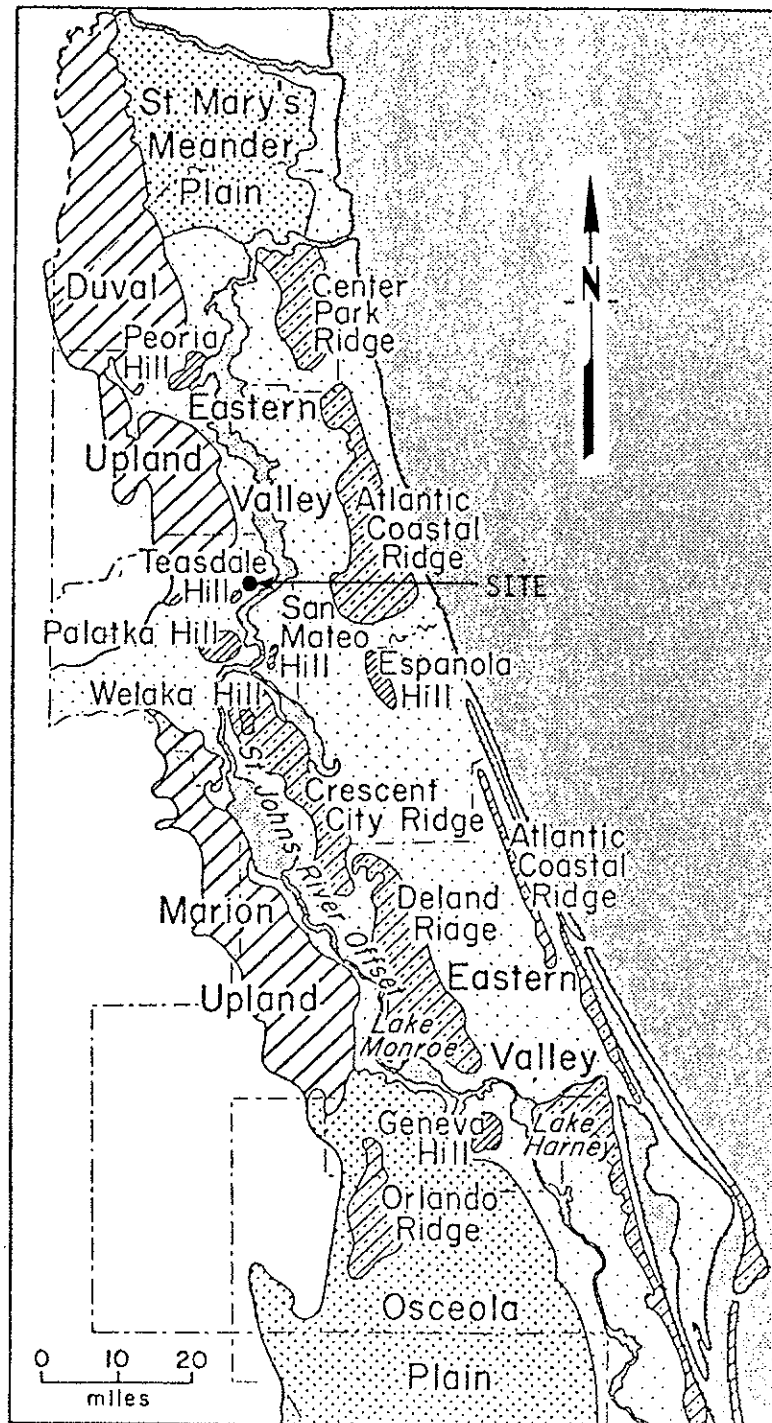 St. Mary's
Meander
Plain
N
Duval
Center
Park
Ridge
Peoria
Hill
Eastern
Upland
Valley
Atlantic
Coastal
Ridge
Teasdale
Hill
SITE
San
Mateo
Hill
Palatka Hill
Espanola
Hill
Welaka Hill
St Johns River Offset
Crescent
City Ridge
Atlantic
Coastal
Ridge
Marion
Upland
Deland
Ridge
Eastern
Lake
Monroe
Valley
Geneva
Hill
Lake
Harney
Orlando
Ridge
Osceola
Plain
0 10 20
miles